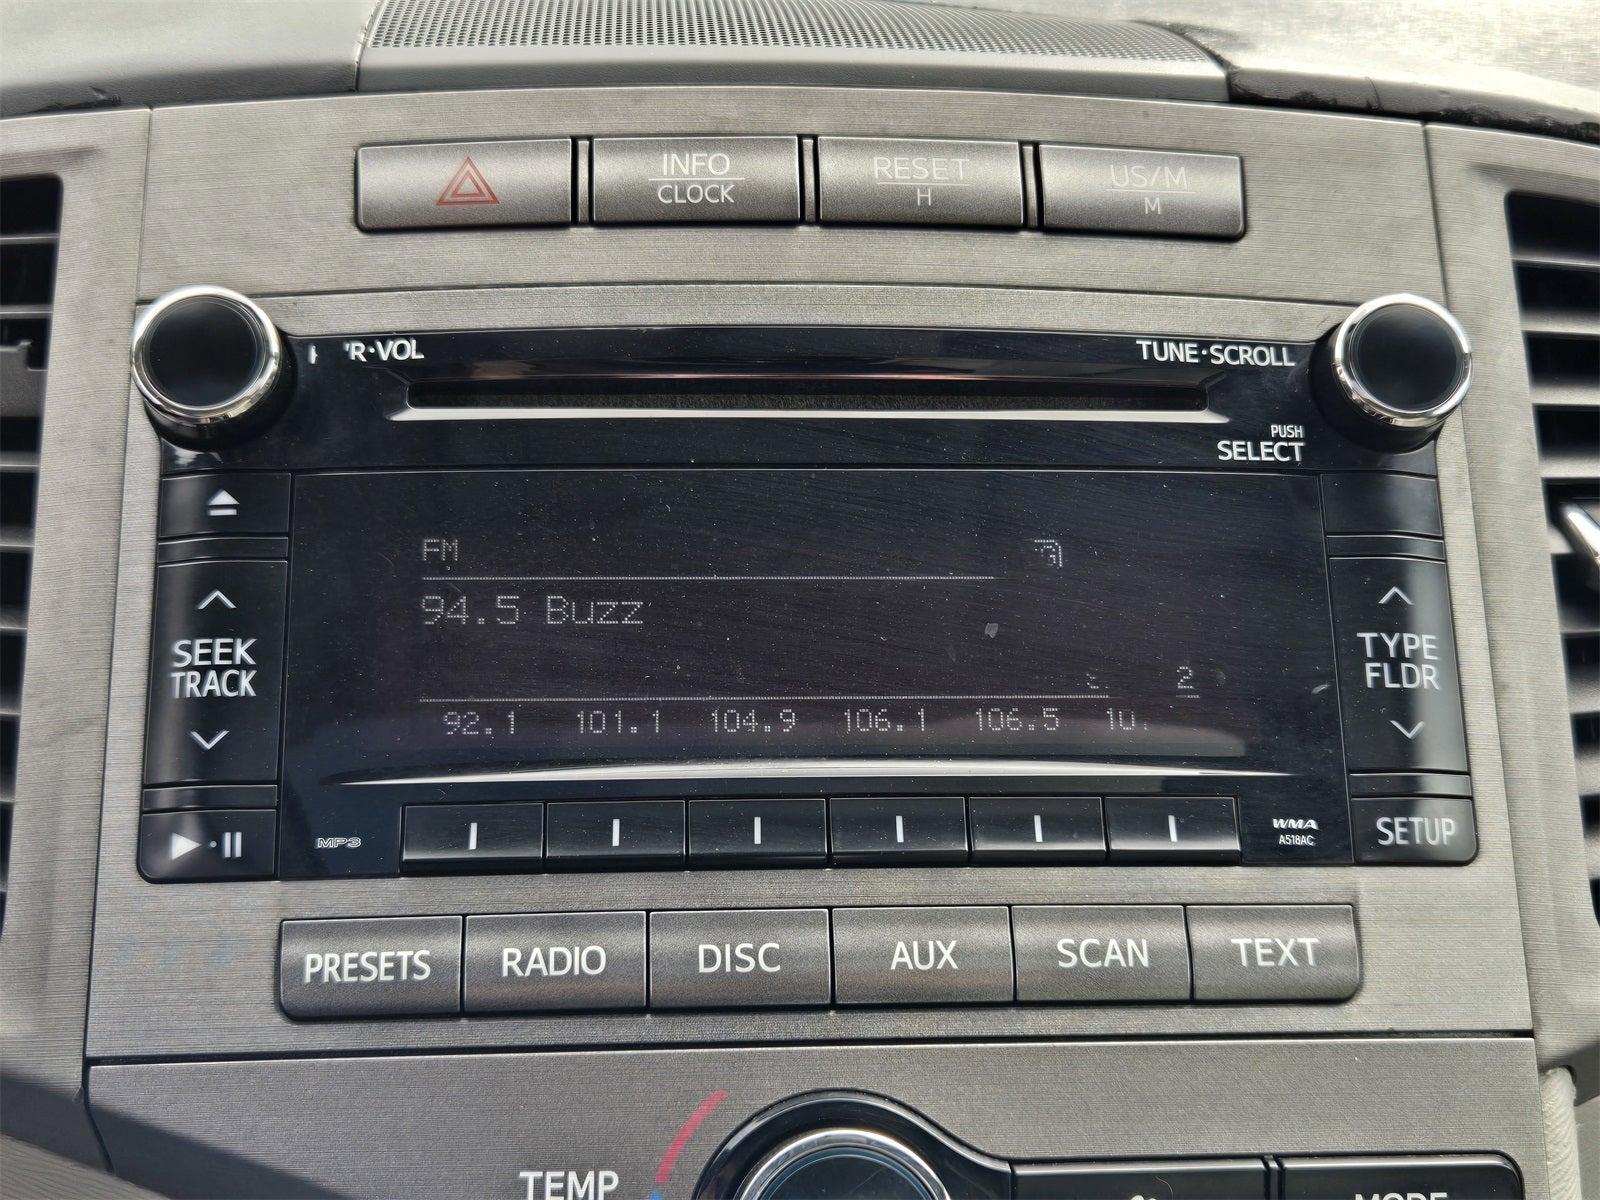 INFO
CLOCK
RESET
H
US/M
M
R·VOL
TUNE·SCROLL
PUSH
SELECT
FM
94.5 Buzz
2
92.1 101.1 104.9 106.1 106.5
SEEK
TRACK
TYPE
FLDR
MP3
WMA
A518AC
SETUP
PRESETS RADIO DISC AUX SCAN TEXT
TEMP
MODE